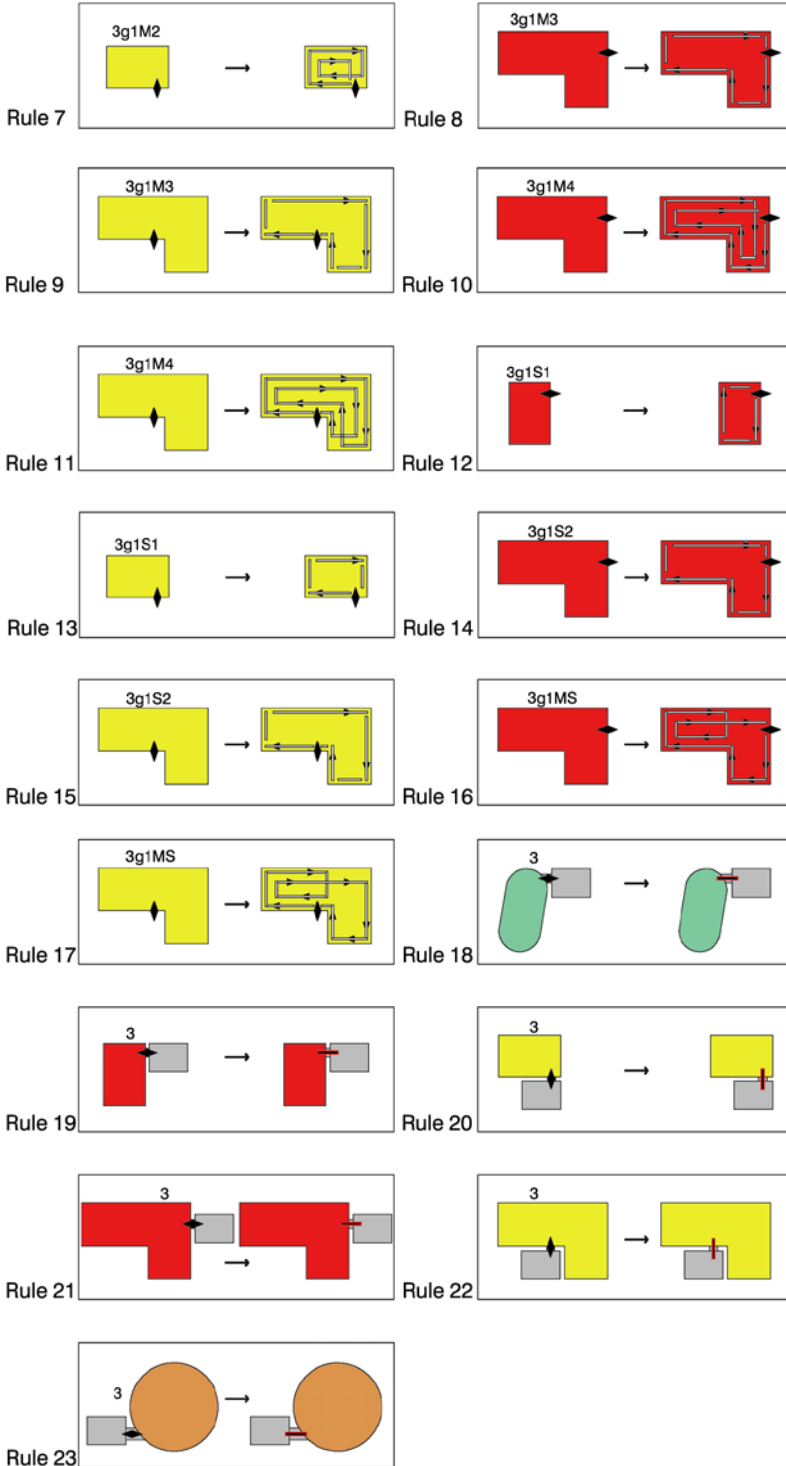 3g1M2
Rule 7
3g1M3
Rule 8
3g1M3
Rule 9
3g1M4
Rule 10
3g1M4
Rule 11
3g1S1
Rule 12
3g1S1
Rule 13
3g1S2
Rule 14
3g1S2
Rule 15
3g1MS
Rule 16
3g1MS
Rule 17
3
Rule 18
3
Rule 19
3
Rule 20
3
Rule 21
3
Rule 22
3
Rule 23